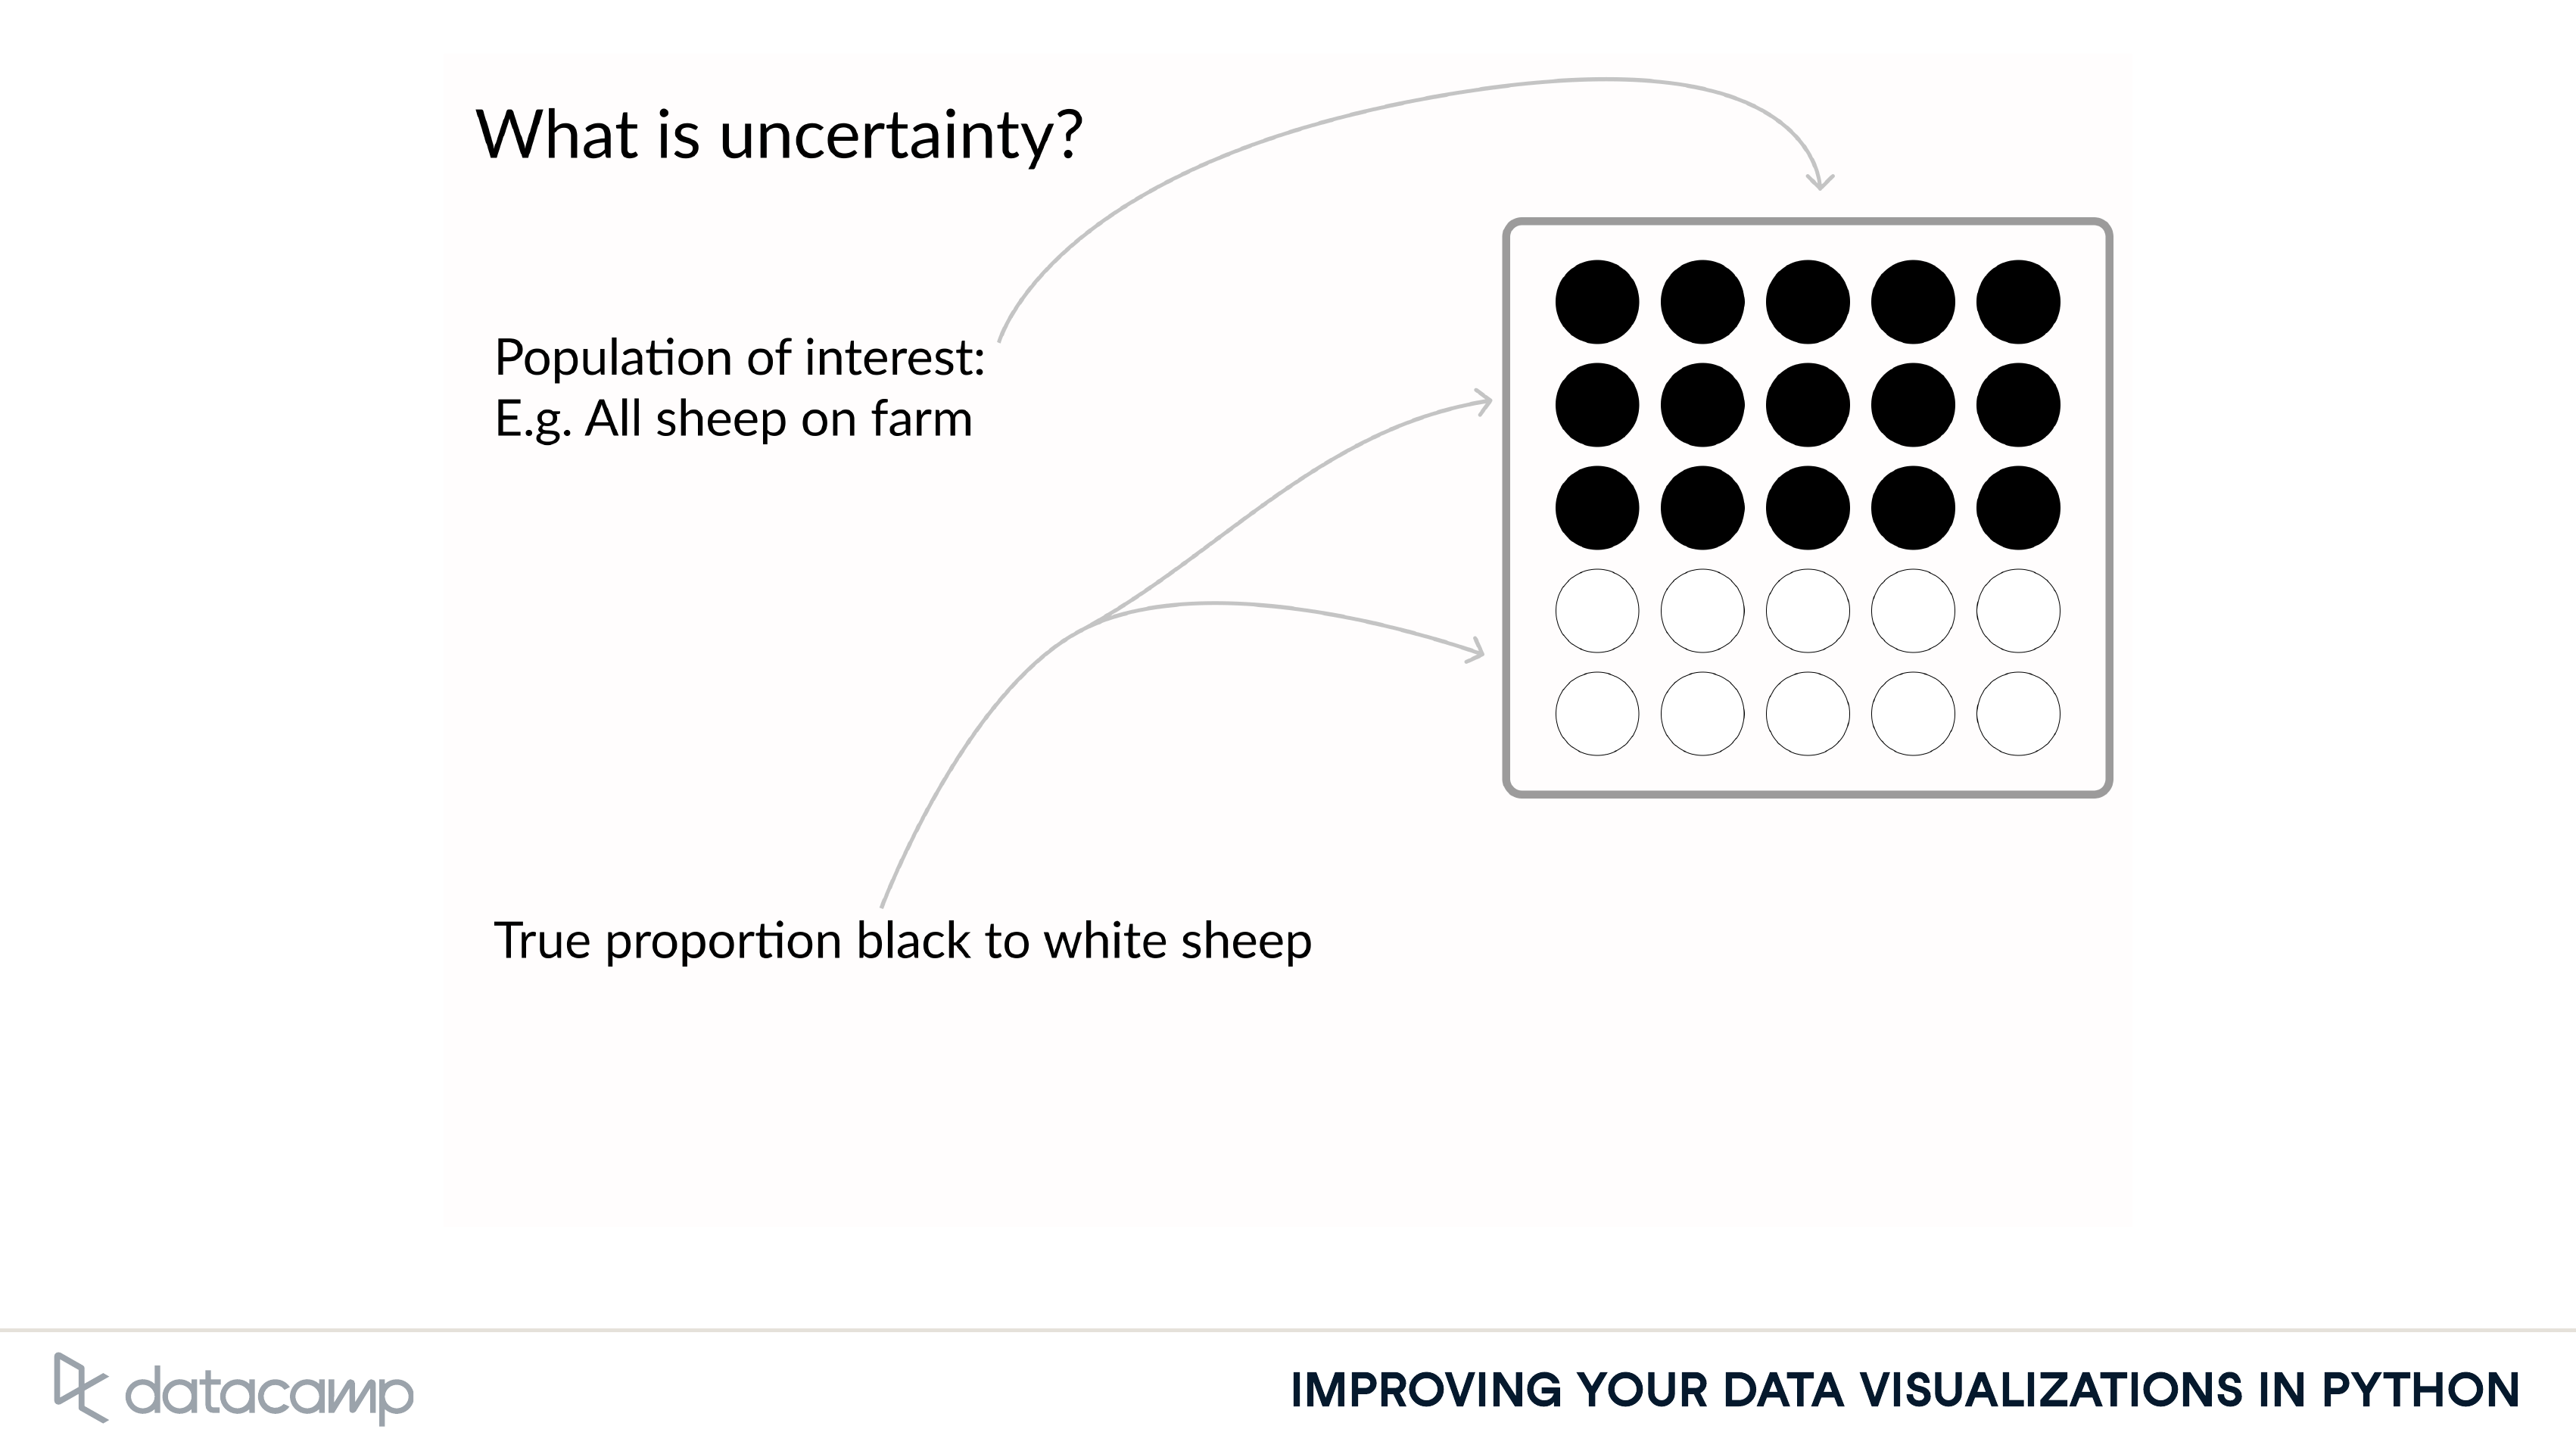 What is uncertainty?
Population of interest:
E.g. All sheep on farm
True proportion black to white sheep
datacamp
IMPROVING YOUR DATA VISUALIZATIONS IN PYTHON